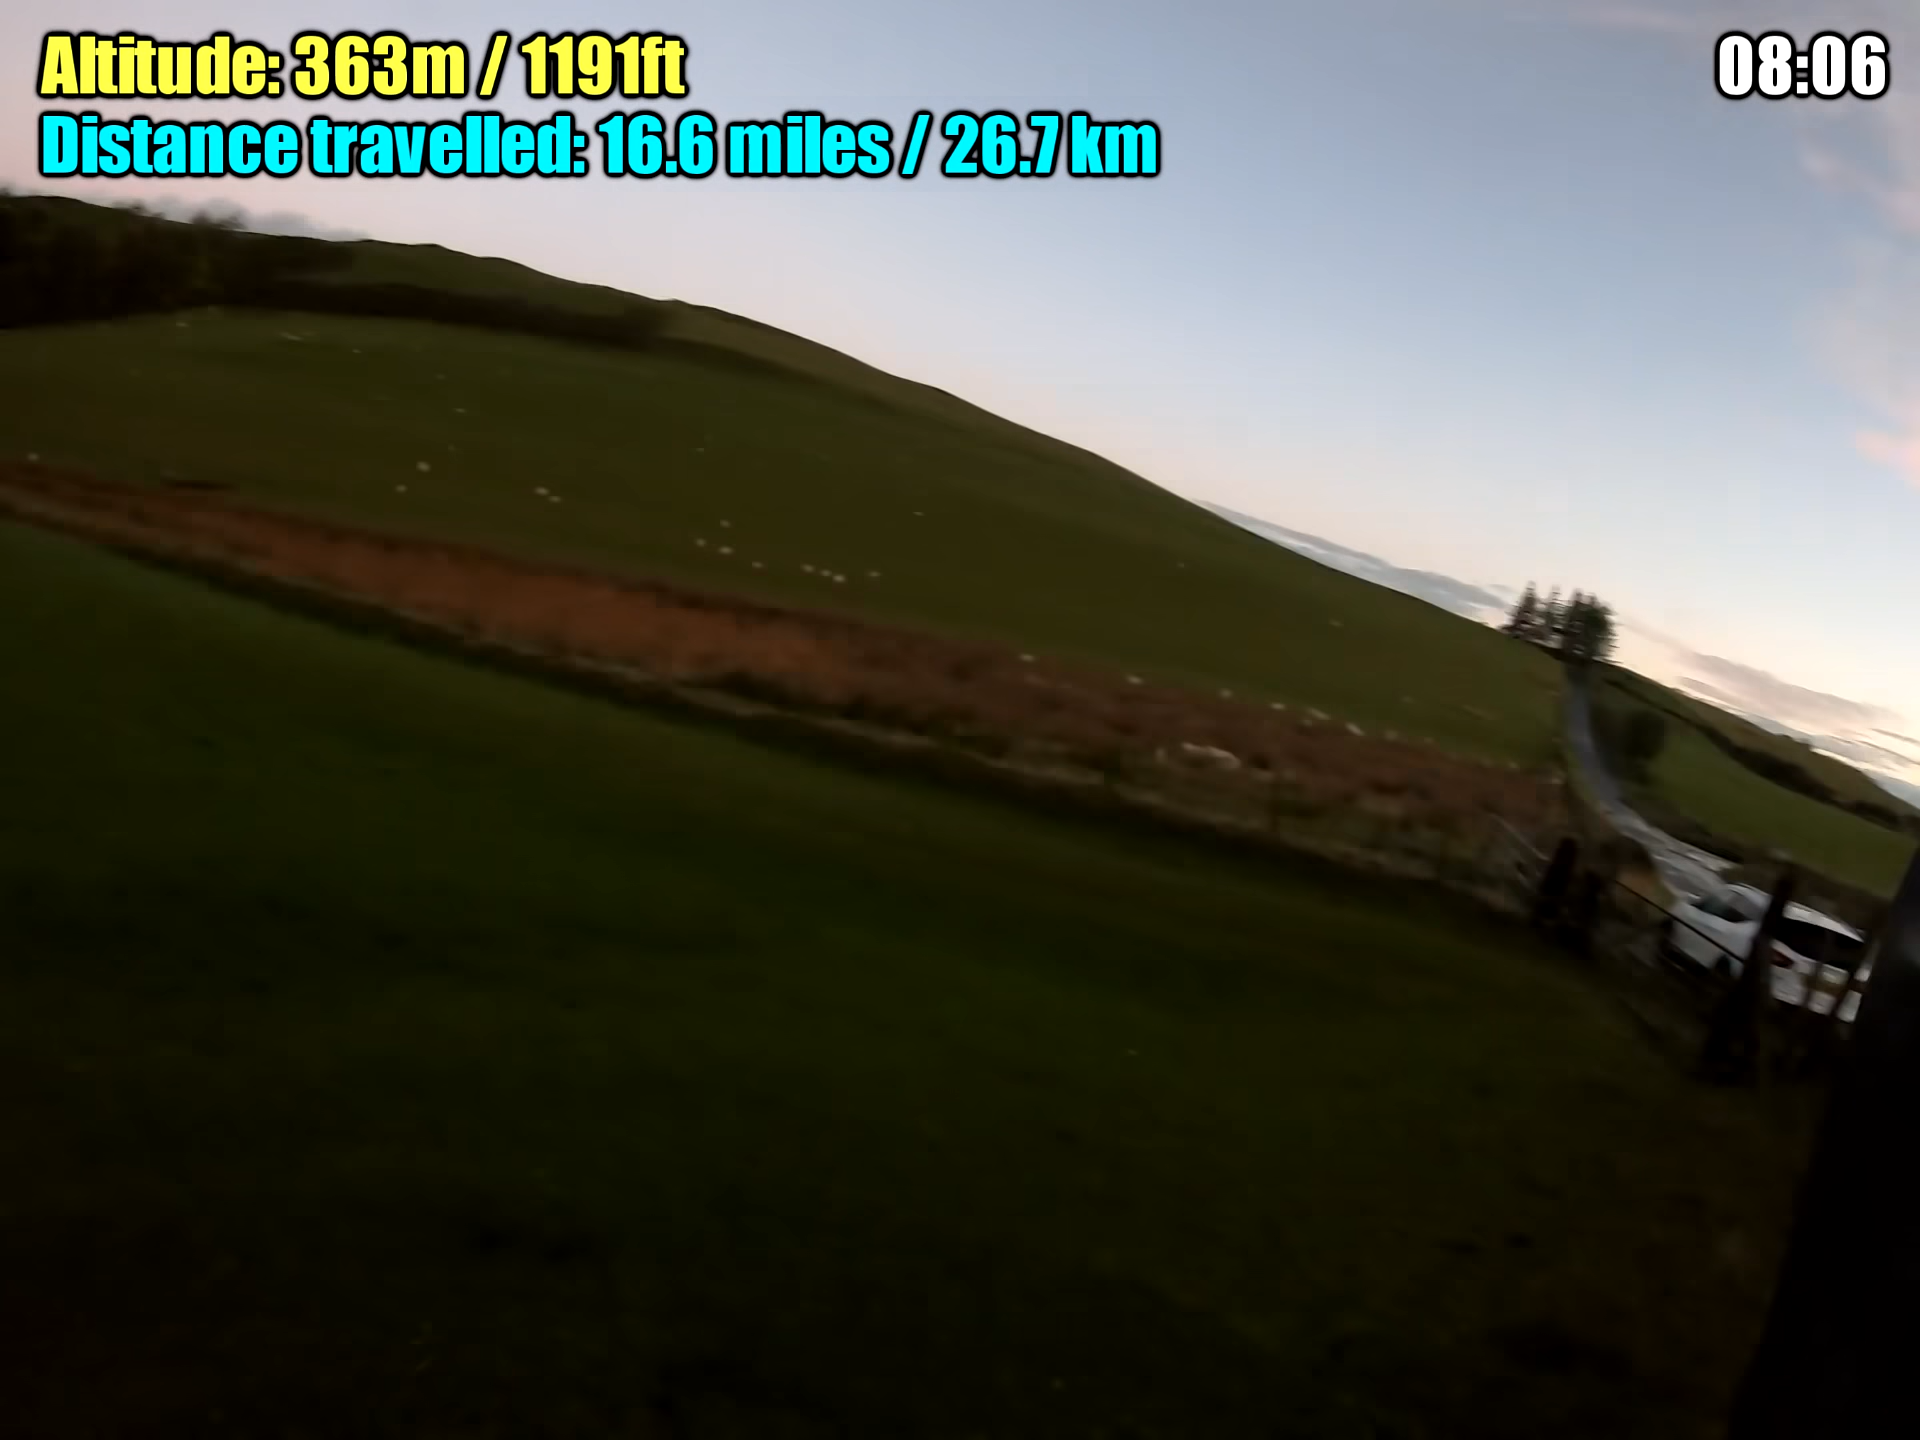 Altitude: 363m / 1191ft
08:06
Distance travelled: 16.6 miles / 26.7 km